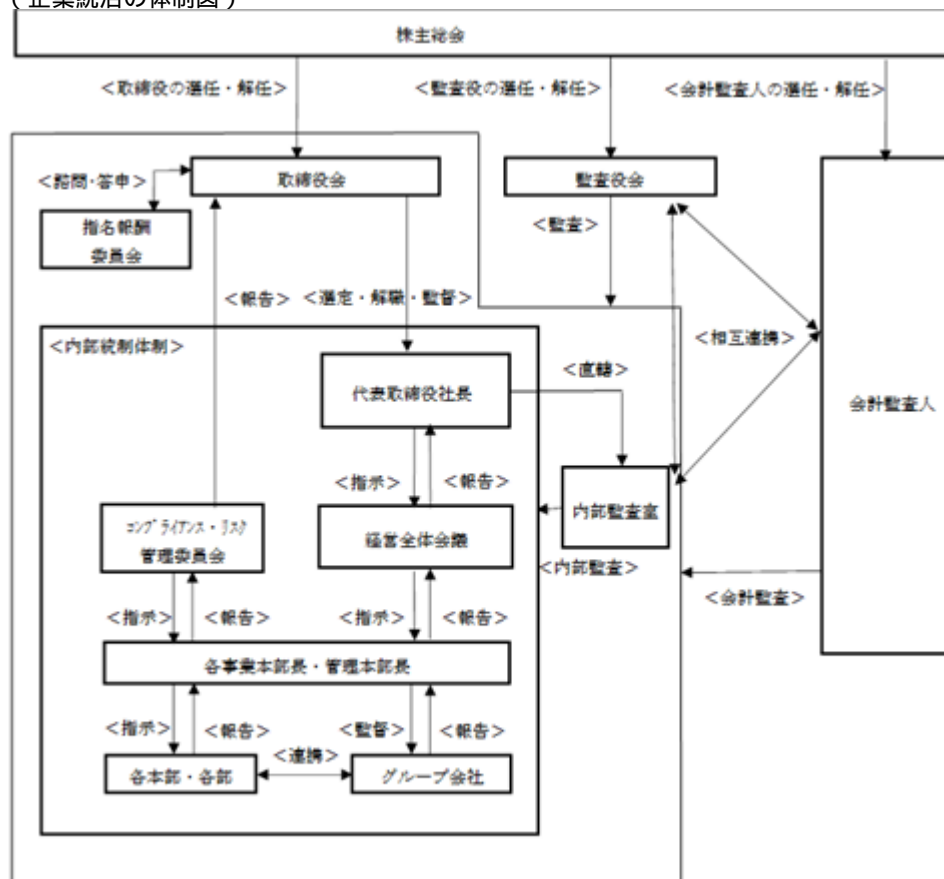 （企業統治の体制図）
株主総会
＜取締役の選任・解任＞
＜監査役の選任・解任＞
＜会計監査人の選任・解任＞
取締役会
監査役会
＜諮問・答申＞
指名報酬
委員会
＜監査＞
＜報告＞
＜選定・解職・監督＞
＜内部統制体制＞
＜相互連携＞
＜直轄＞
代表取締役社長
会計監査人
＜指示＞
＜報告＞
コンプライアンス・リスク
管理委員会
経営全体会議
内部監査室
＜内部監査＞
＜会計監査＞
＜指示＞
＜報告＞
＜指示＞
＜報告＞
各事業本部長・管理本部長
＜指示＞
＜報告＞
＜監督＞
＜報告＞
＜連携＞
各本部・各部
グループ会社